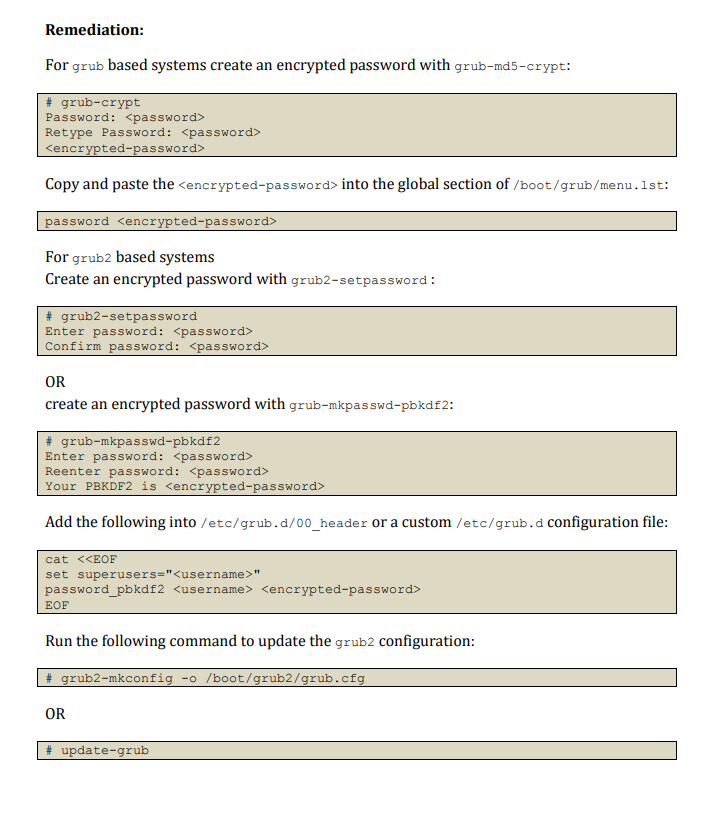 Remediation:
For grub based systems create an encrypted password with grub-md5-crypt:
# grub-crypt
Password: <password>
Retype Password: <password>
<encrypted-password>
Copy and paste the <encrypted-password> into the global section of /boot/grub/menu.lst:
password <encrypted-password>
For grub2 based systems
Create an encrypted password with grub2-setpassword :
# grub2-setpassword
Enter password: <password>
Confirm password: <password>
OR
create an encrypted password with grub-mkpasswd-pbkdf2:
# grub-mkpasswd-pbkdf2
Enter password: <password>
Reenter password: <password>
Your PBKDF2 is <encrypted-password>
Add the following into /etc/grub.d/00_header or a custom /etc/grub.d configuration file:
cat <<EOF
set superusers="<username>"
password_pbkdf2 <username> <encrypted-password>
EOF
Run the following command to update the grub2 configuration:
# grub2-mkconfig -o /boot/grub2/grub.cfg
OR
# update-grub